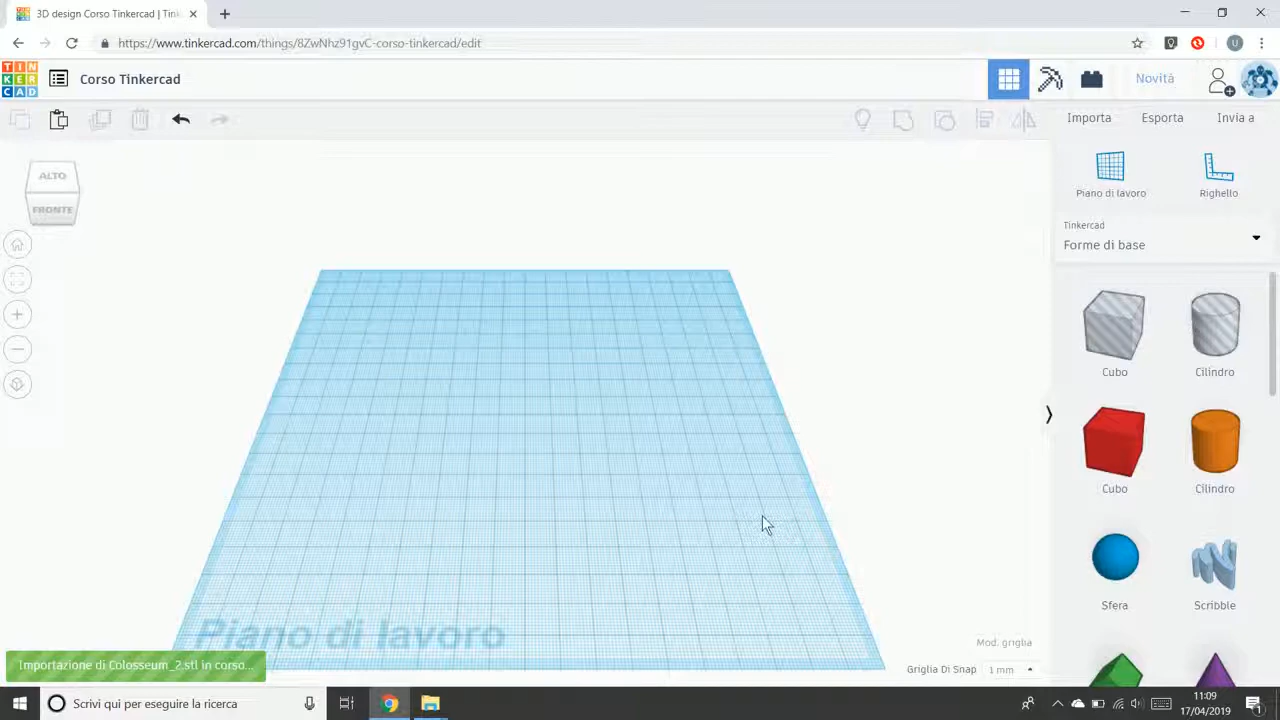 3D design Corso Tinkercad | Tink
https://www.tinkercad.com/things/8ZwNhz91gvC-corso-tinkercad/edit
U
TIN
KER
CAD
Corso Tinkercad
Novità
Importa
Esporta
Invia a
ALTO
FRONTE
Piano di lavoro
Righello
Tinkercad
Forme di base
Cubo
Cilindro
Cubo
Cilindro
Sfera
Scribble
Piano di lavoro
Mod. griglia
Griglia Di Snap
1 mm
Importazione di Colosseum_2.stl in corso...
Scrivi qui per eseguire la ricerca
11:09
17/04/2019
1